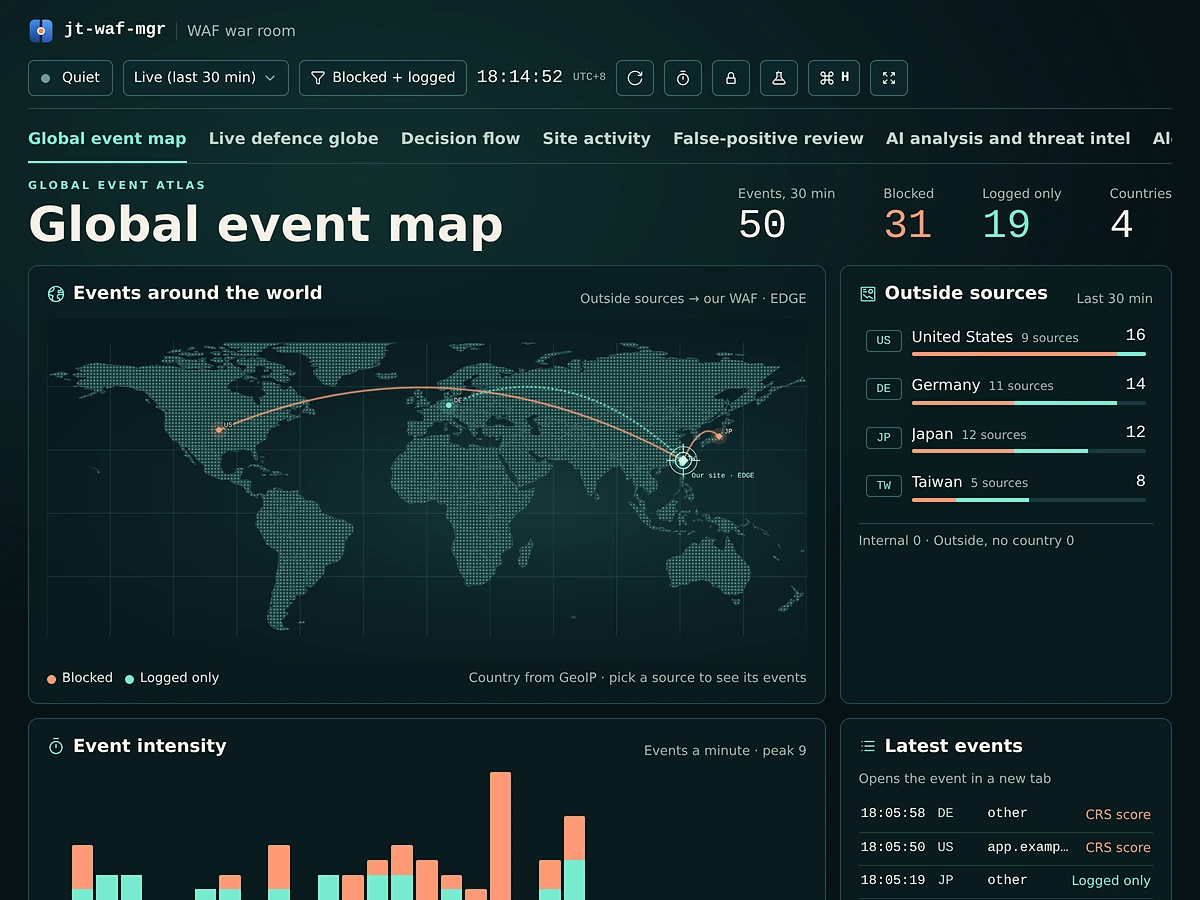 jt-waf-mgr WAF war room
Quiet Live (last 30 min) Blocked + logged 18:14:52 UTC+8 ⌘ H
Global event map Live defence globe Decision flow Site activity False-positive review AI analysis and threat intel
GLOBAL EVENT ATLAS
Global event map
Events, 30 min Blocked Logged only Countries
50 31 19 4
Events around the world
Outside sources → our WAF · EDGE
US
DE
JP
Our site · EDGE
Blocked Logged only
Country from GeoIP · pick a source to see its events
Outside sources Last 30 min
US United States 9 sources 16
DE Germany 11 sources 14
JP Japan 12 sources 12
TW Taiwan 5 sources 8
Internal 0 · Outside, no country 0
Event intensity
Events a minute · peak 9
Latest events
Opens the event in a new tab
18:05:58 DE other CRS score
18:05:50 US app.examp… CRS score
18:05:19 JP other Logged only